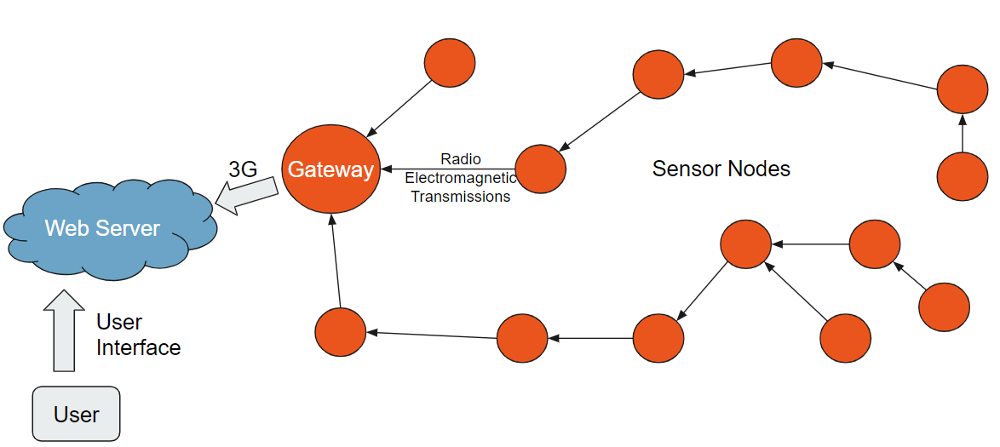 Radio
Electromagnetic
Transmissions
Gateway
3G
Sensor Nodes
Web Server
User
Interface
User